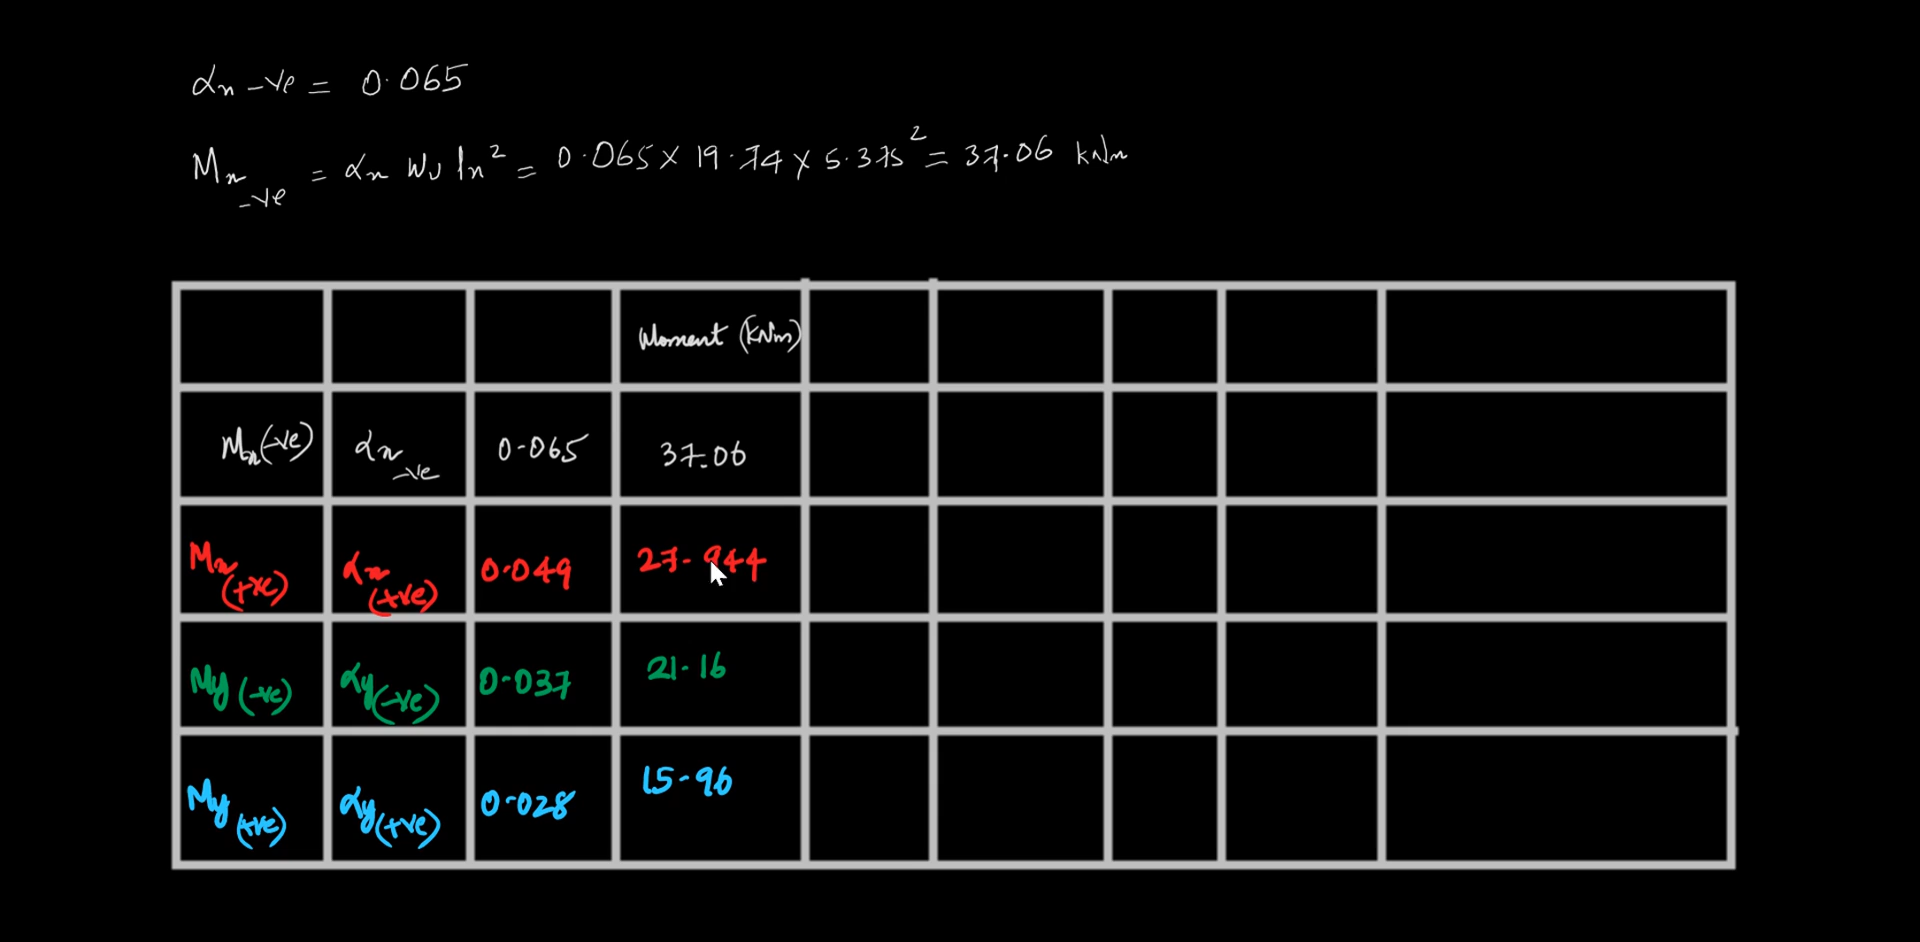 αx -ve = 0.065
Mx -ve = αx Wu lx² = 0.065 × 19.74 × 5.375² = 37.06 kNm
Moment (kNm)
Mx(-ve) αx -ve 0.065 37.06
Mx (+ve) αx (+ve) 0.049 27.944
My (-ve) αy (-ve) 0.037 21.16
My (+ve) αy (+ve) 0.028 15.96